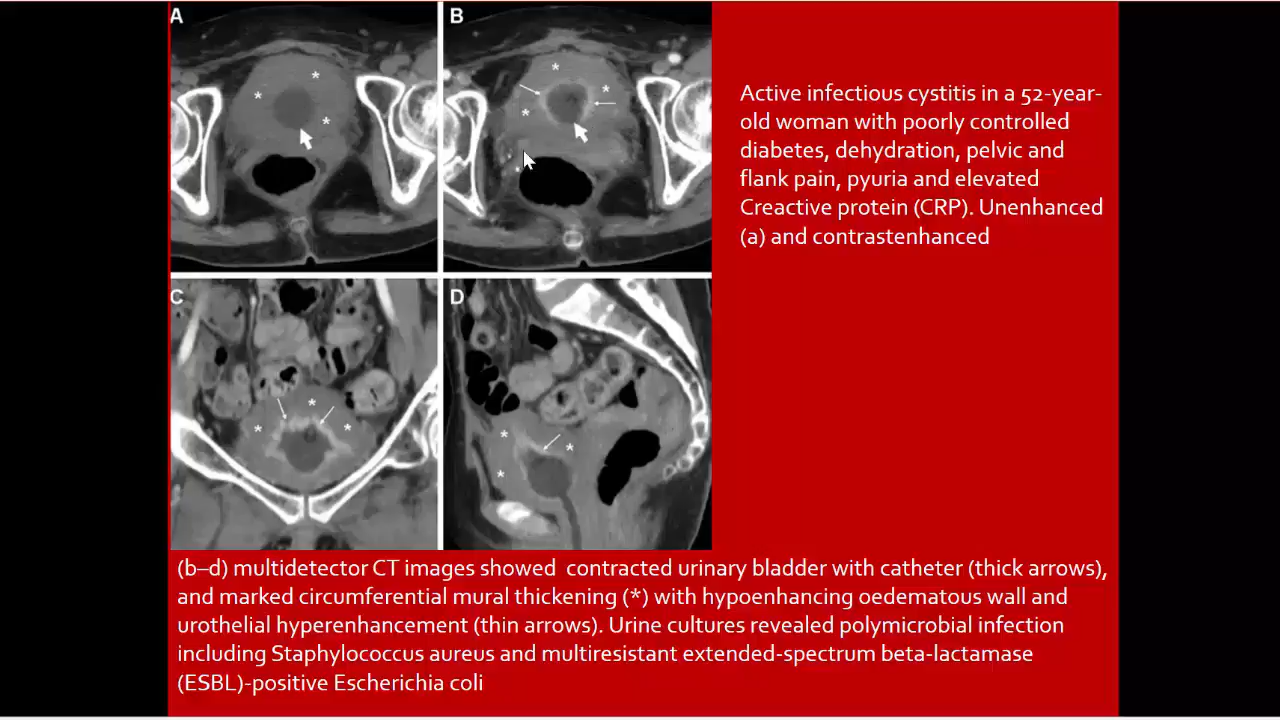 A
B
Active infectious cystitis in a 52-year-
old woman with poorly controlled
diabetes, dehydration, pelvic and
flank pain, pyuria and elevated
Creactive protein (CRP). Unenhanced
(a) and contrastenhanced
C
D
(b–d) multidetector CT images showed  contracted urinary bladder with catheter (thick arrows),
and marked circumferential mural thickening (*) with hypoenhancing oedematous wall and
urothelial hyperenhancement (thin arrows). Urine cultures revealed polymicrobial infection
including Staphylococcus aureus and multiresistant extended-spectrum beta-lactamase
(ESBL)-positive Escherichia coli